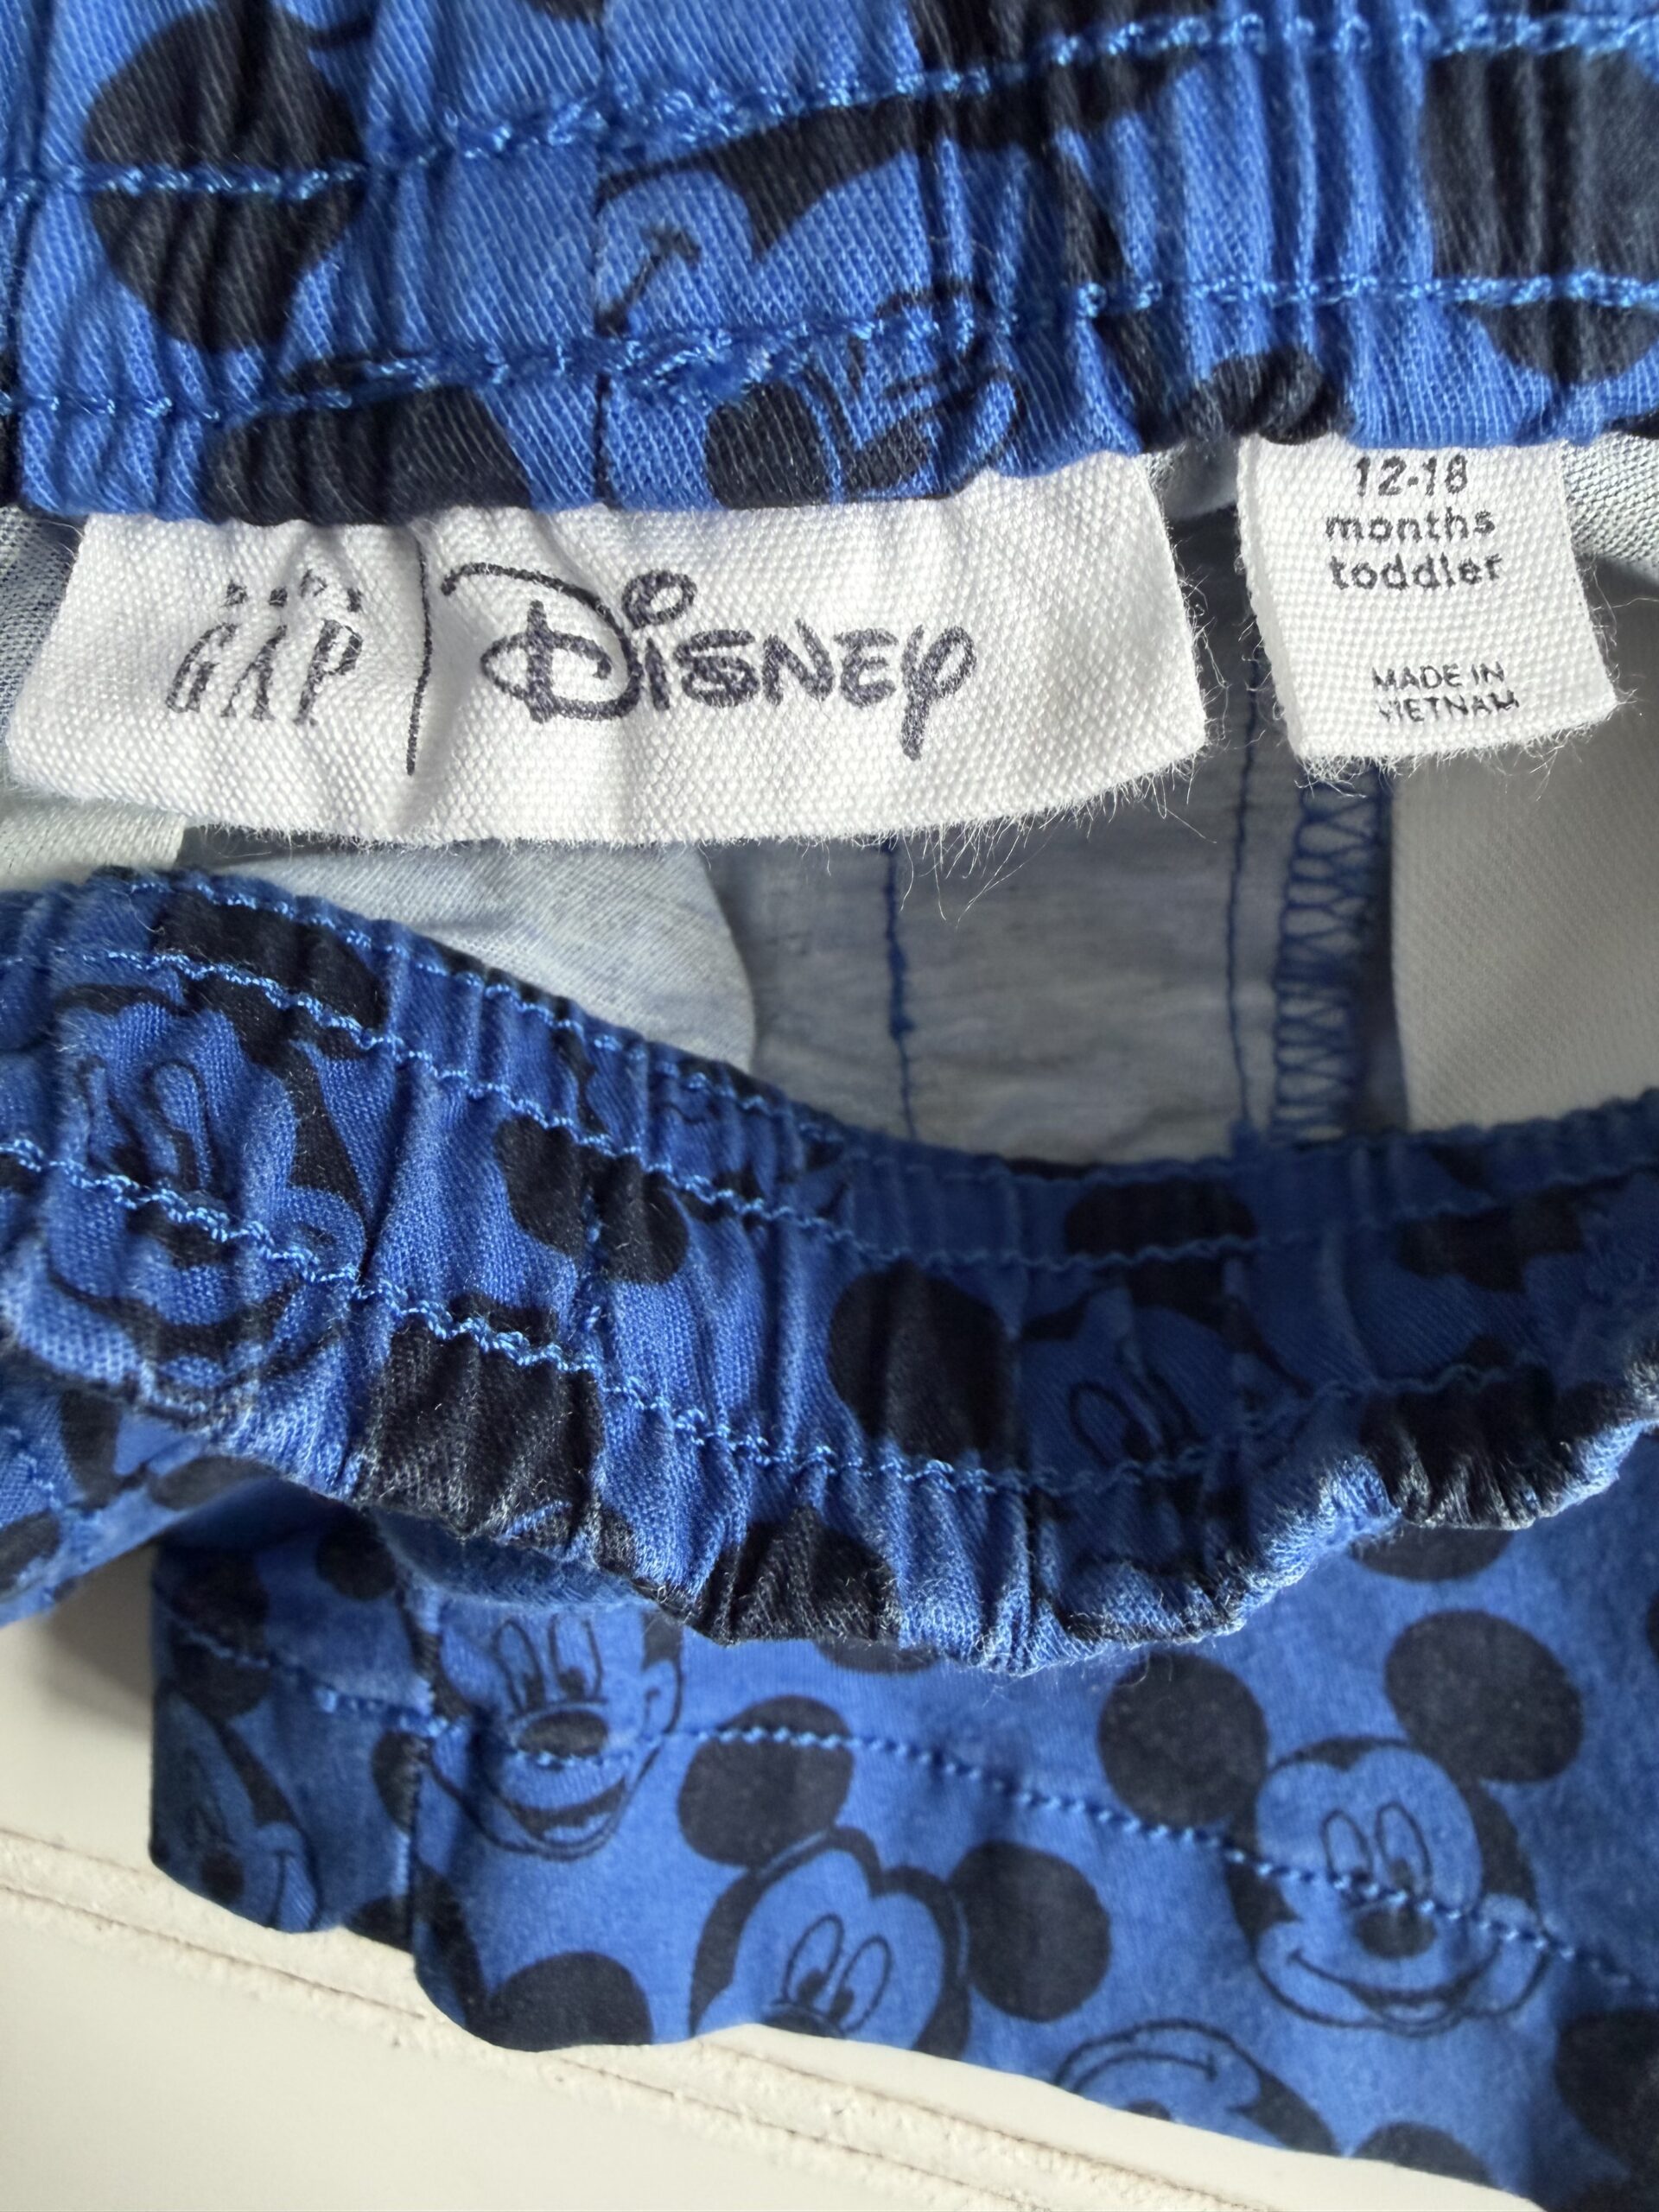 baby
GAP
Disney
12-18
months
toddler
MADE IN
VIETNAM